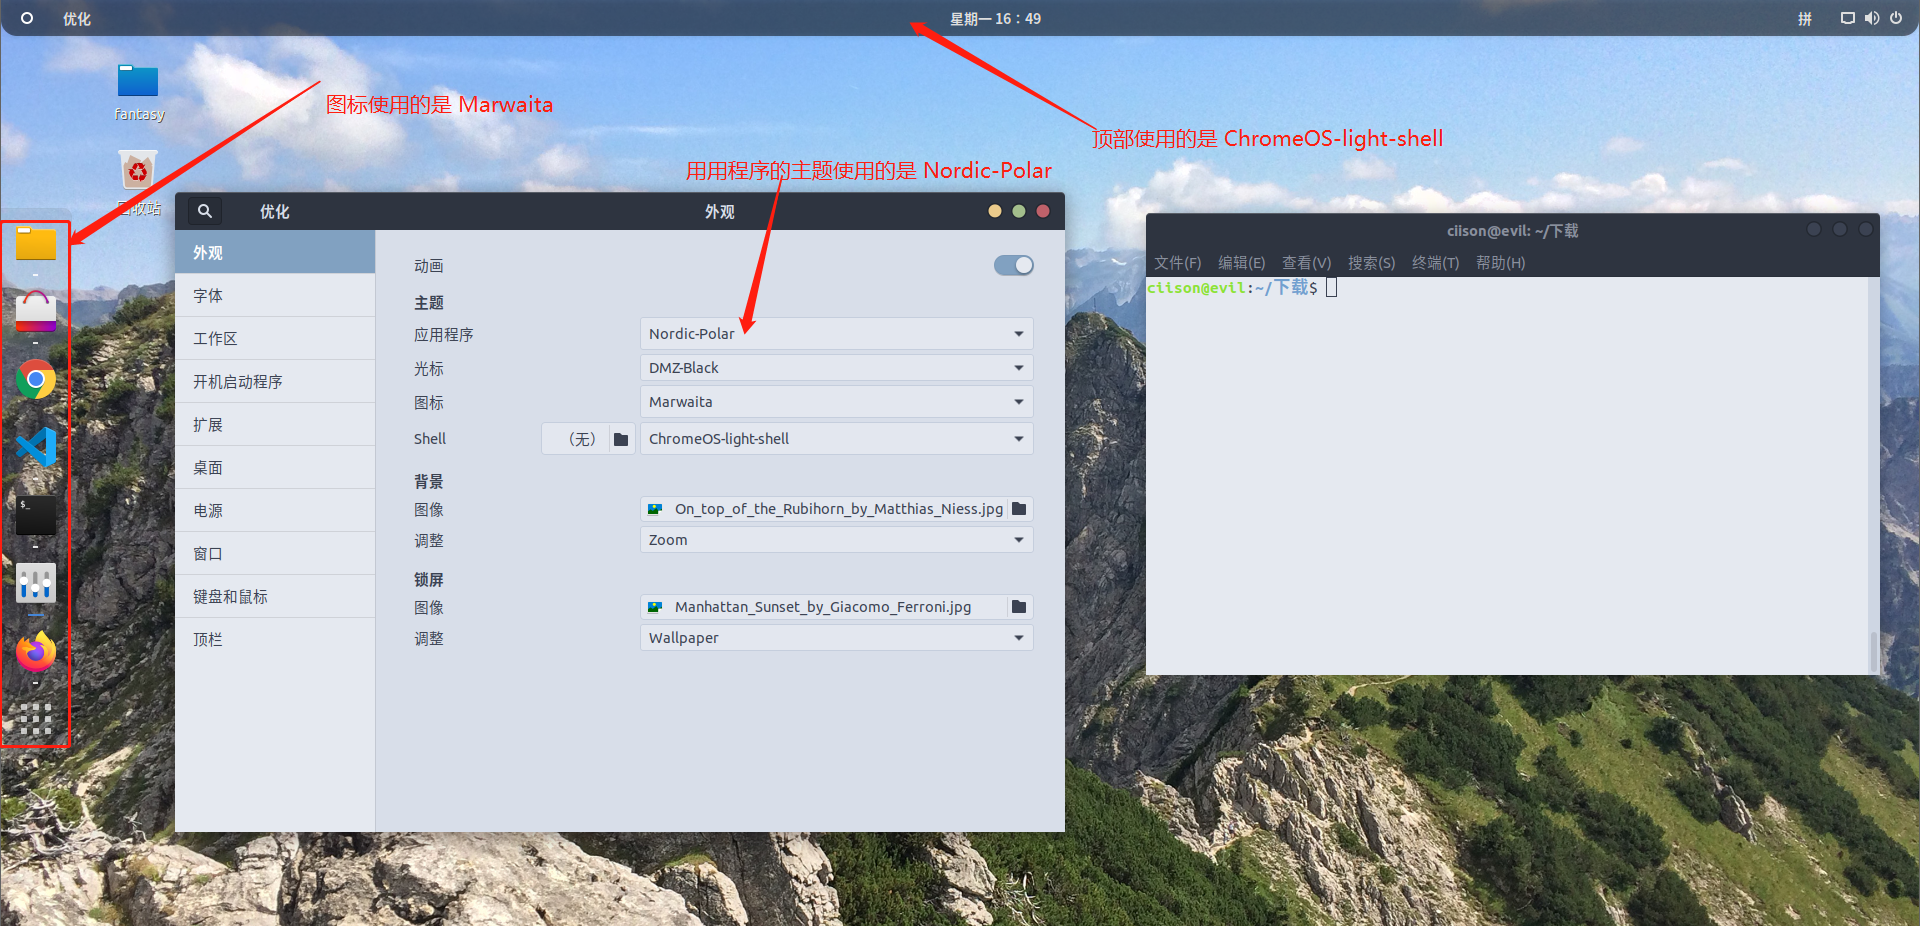 优化
星期一 16：49
拼
fantasy
回收站
图标使用的是 Marwaita
顶部使用的是 ChromeOS-light-shell
用用程序的主题使用的是 Nordic-Polar
优化
外观
外观
字体
工作区
开机启动程序
扩展
桌面
电源
窗口
键盘和鼠标
顶栏
动画
主题
应用程序
Nordic-Polar
光标
DMZ-Black
图标
Marwaita
Shell
（无）
ChromeOS-light-shell
背景
图像
On_top_of_the_Rubihorn_by_Matthias_Niess.jpg
调整
Zoom
锁屏
图像
Manhattan_Sunset_by_Giacomo_Ferroni.jpg
调整
Wallpaper
ciison@evil: ~/下载
文件(F) 编辑(E) 查看(V) 搜索(S) 终端(T) 帮助(H)
ciison@evil:~/下载$
$_